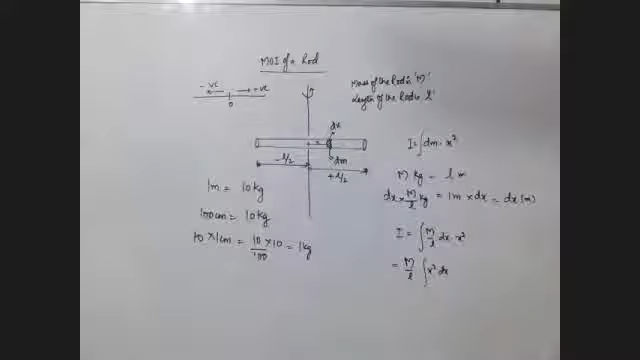 MOI of a Rod
- ve
+ve
0
Mass of the Rod is 'M'
Length of the Rod is l'
dx
x
dm
- l/2
+l/2
1m = 10kg
100cm = 10kg
10 × 1cm = 10/100 × 10 = 1kg
I = ∫ dm · x²
M kg = l m
dx × M/l kg = 1m × dx = dx (m)
I = ∫ M/l dx · x²
= M/l ∫ x² dx